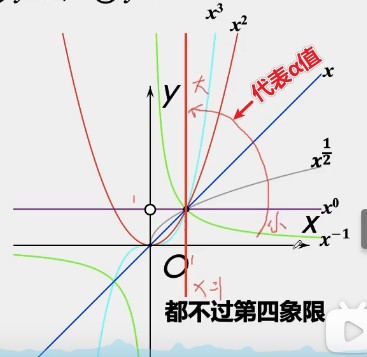 x³
x²
y
大
代表α值
x
x^{1/2}
1
x⁰
小
X
x⁻¹
O
1
都不过第四象限